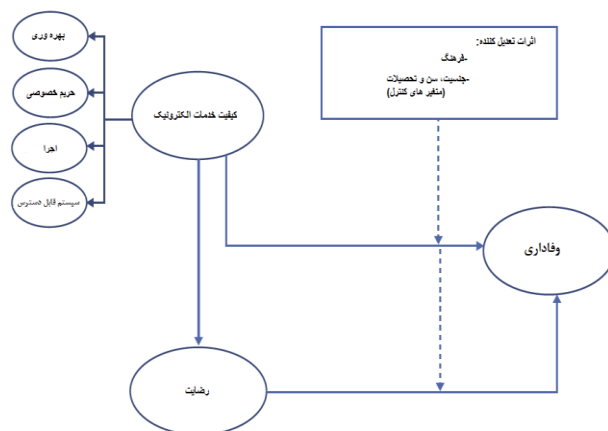 اثرات تعدیل کننده:
-فرهنگ
-جنسیت، سن و تحصیلات
(متغیر های کنترل)
بهره وری
حریم خصوصی
اجرا
سیستم قابل دسترس
کیفیت خدمات الکترونیک
وفاداری
رضایت